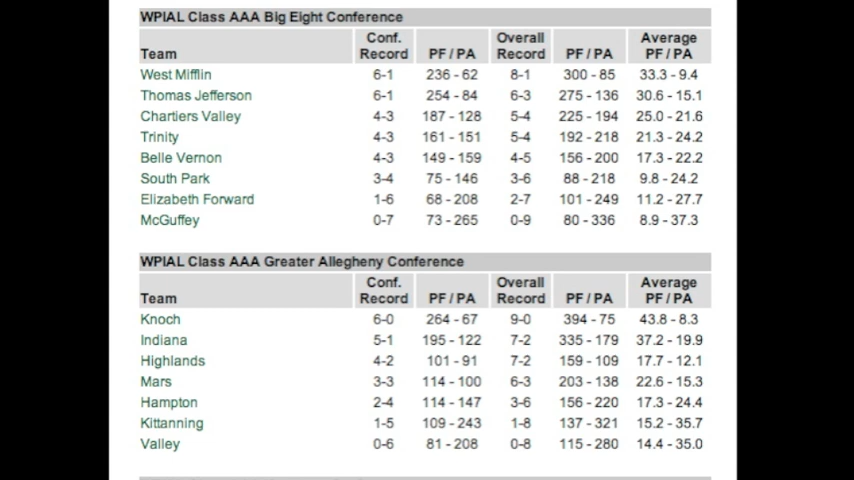 WPIAL Class AAA Big Eight Conference
Conf. Overall Average
Team Record PF / PA Record PF / PA PF / PA
West Mifflin 6-1 236 - 62 8-1 300 - 85 33.3 - 9.4
Thomas Jefferson 6-1 254 - 84 6-3 275 - 136 30.6 - 15.1
Chartiers Valley 4-3 187 - 128 5-4 225 - 194 25.0 - 21.6
Trinity 4-3 161 - 151 5-4 192 - 218 21.3 - 24.2
Belle Vernon 4-3 149 - 159 4-5 156 - 200 17.3 - 22.2
South Park 3-4 75 - 146 3-6 88 - 218 9.8 - 24.2
Elizabeth Forward 1-6 68 - 208 2-7 101 - 249 11.2 - 27.7
McGuffey 0-7 73 - 265 0-9 80 - 336 8.9 - 37.3
WPIAL Class AAA Greater Allegheny Conference
Conf. Overall Average
Team Record PF / PA Record PF / PA PF / PA
Knoch 6-0 264 - 67 9-0 394 - 75 43.8 - 8.3
Indiana 5-1 195 - 122 7-2 335 - 179 37.2 - 19.9
Highlands 4-2 101 - 91 7-2 159 - 109 17.7 - 12.1
Mars 3-3 114 - 100 6-3 203 - 138 22.6 - 15.3
Hampton 2-4 114 - 147 3-6 156 - 220 17.3 - 24.4
Kittanning 1-5 109 - 243 1-8 137 - 321 15.2 - 35.7
Valley 0-6 81 - 208 0-8 115 - 280 14.4 - 35.0